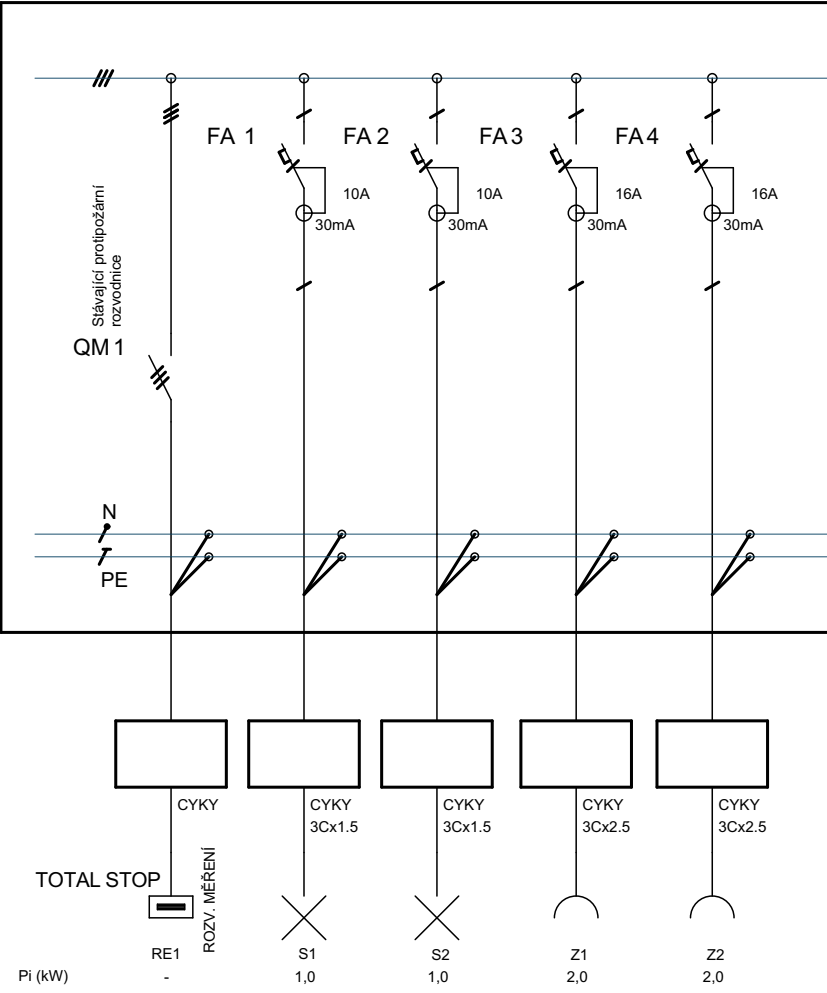 FA 1 FA 2 FA 3 FA 4
10A 10A 16A 16A
30mA 30mA 30mA 30mA
Stávající protipožární
rozvodnice
QM 1
N
PE
CYKY CYKY CYKY CYKY CYKY
3Cx1.5 3Cx1.5 3Cx2.5 3Cx2.5
TOTAL STOP
ROZV. MĚŘENÍ
RE1 S1 S2 Z1 Z2
Pi (kW) - 1,0 1,0 2,0 2,0